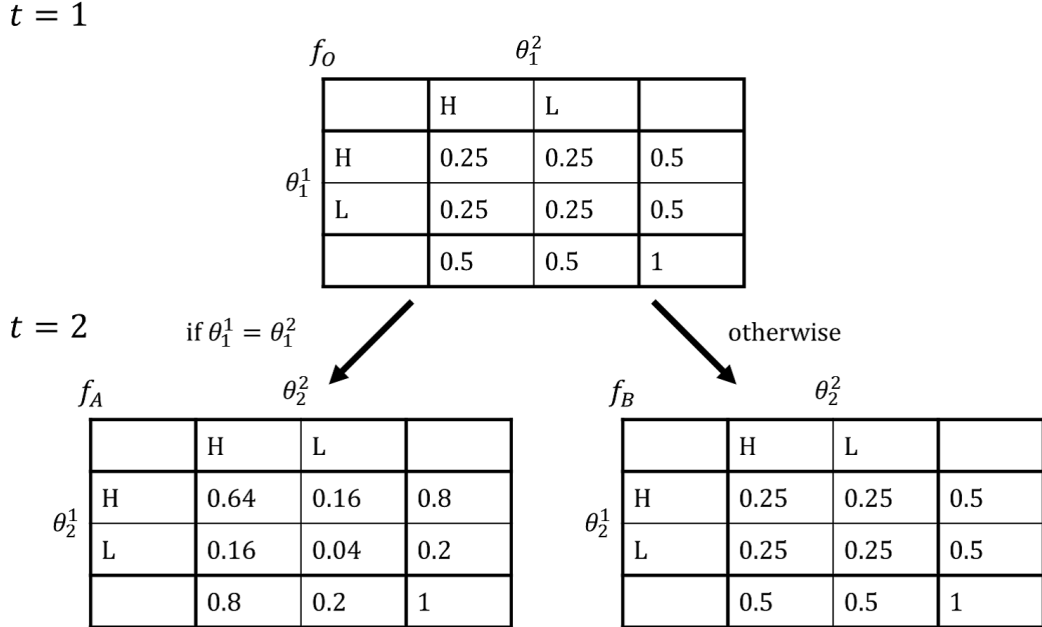 t = 1
f_O θ_1^2
H L
H 0.25 0.25 0.5
θ_1^1
L 0.25 0.25 0.5
0.5 0.5 1
t = 2 if θ_1^1 = θ_1^2 otherwise
f_A θ_2^2 f_B θ_2^2
H L H L
H 0.64 0.16 0.8 H 0.25 0.25 0.5
θ_2^1 θ_2^1
L 0.16 0.04 0.2 L 0.25 0.25 0.5
0.8 0.2 1 0.5 0.5 1